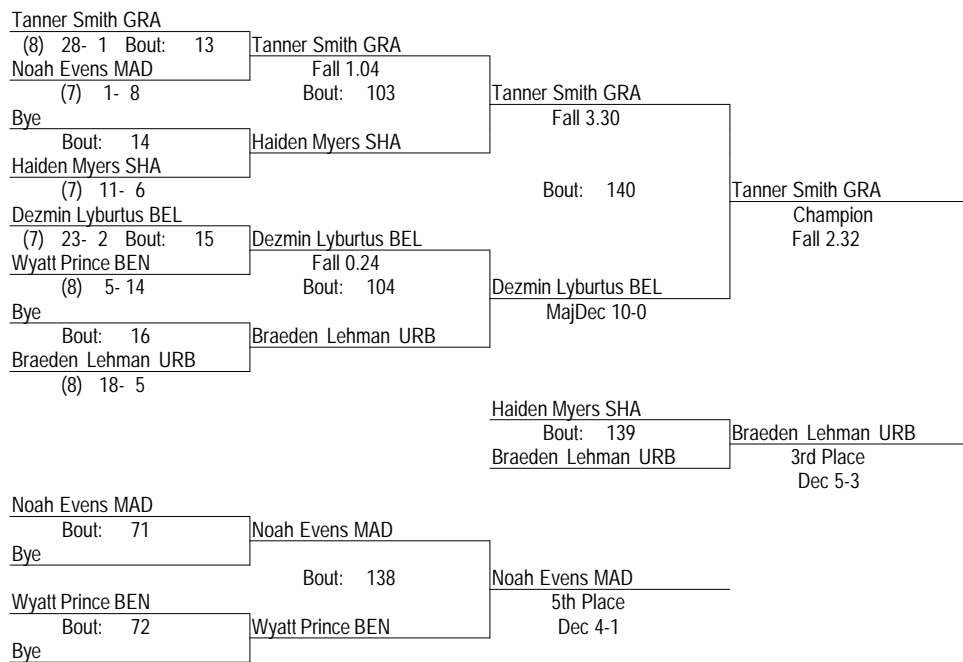 Tanner Smith GRA
(8) 28- 1 Bout: 13
Tanner Smith GRA
Noah Evens MAD
Fall 1.04
(7) 1- 8
Bout: 103
Tanner Smith GRA
Bye
Fall 3.30
Bout: 14
Haiden Myers SHA
Haiden Myers SHA
(7) 11- 6
Bout: 140
Tanner Smith GRA
Dezmin Lyburtus BEL
Champion
(7) 23- 2 Bout: 15
Dezmin Lyburtus BEL
Fall 2.32
Wyatt Prince BEN
Fall 0.24
(8) 5- 14
Bout: 104
Dezmin Lyburtus BEL
Bye
MajDec 10-0
Bout: 16
Braeden Lehman URB
Braeden Lehman URB
(8) 18- 5
Haiden Myers SHA
Bout: 139
Braeden Lehman URB
Braeden Lehman URB
3rd Place
Dec 5-3
Noah Evens MAD
Bout: 71
Noah Evens MAD
Bye
Bout: 138
Noah Evens MAD
Wyatt Prince BEN
5th Place
Bout: 72
Wyatt Prince BEN
Dec 4-1
Bye